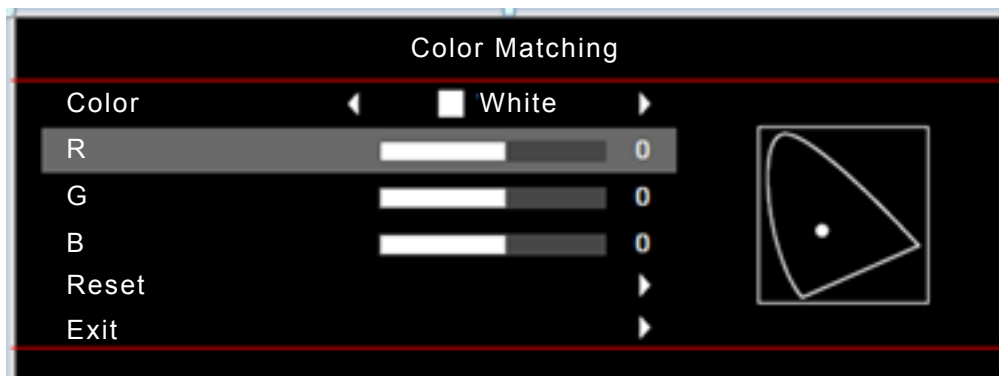 Color Matching
Color White
R 0
G 0
B 0
Reset
Exit